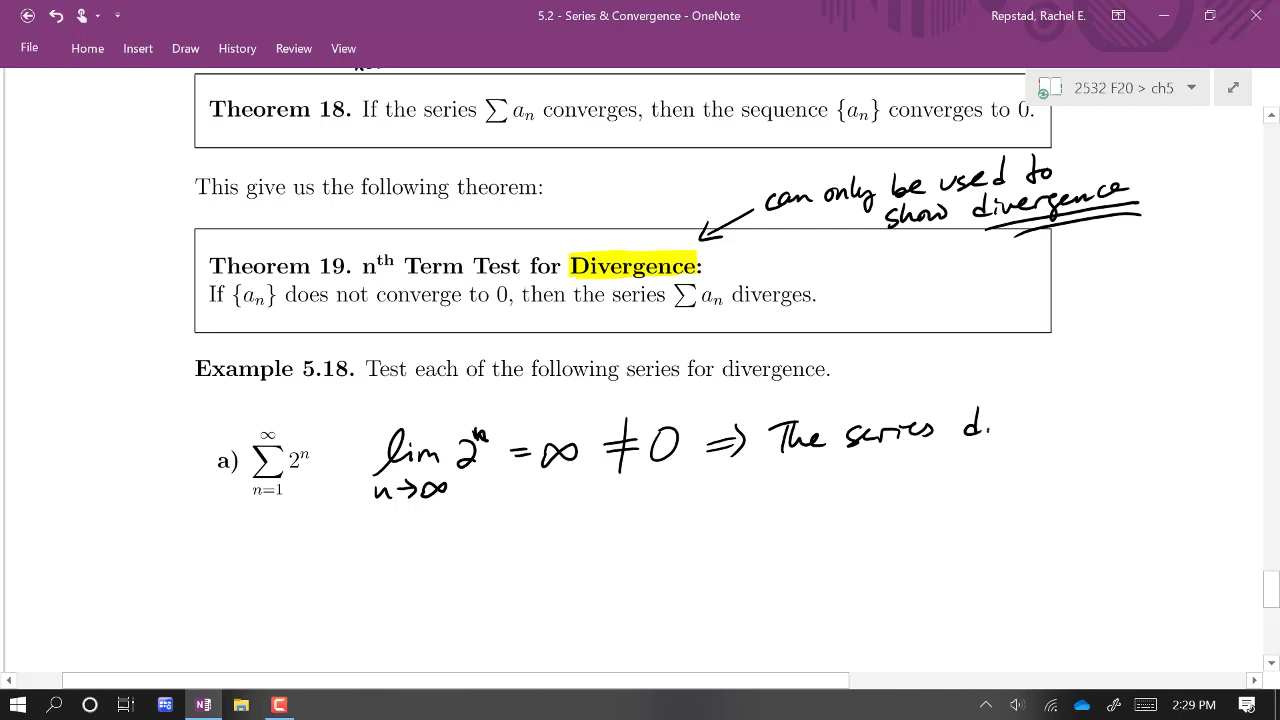 5.2 - Series & Convergence - OneNote
Repstad, Rachel E.
File Home Insert Draw History Review View
2532 F20 > ch5
Theorem 18. If the series ∑ aₙ converges, then the sequence {aₙ} converges to 0.
This give us the following theorem:
can only be used to
show divergence
Theorem 19. nᵗʰ Term Test for Divergence:
If {aₙ} does not converge to 0, then the series ∑ aₙ diverges.
Example 5.18. Test each of the following series for divergence.
a) ∑_{n=1}^{∞} 2ⁿ lim_{n→∞} 2ⁿ = ∞ ≠ 0 ⇒ The series d.
2:29 PM